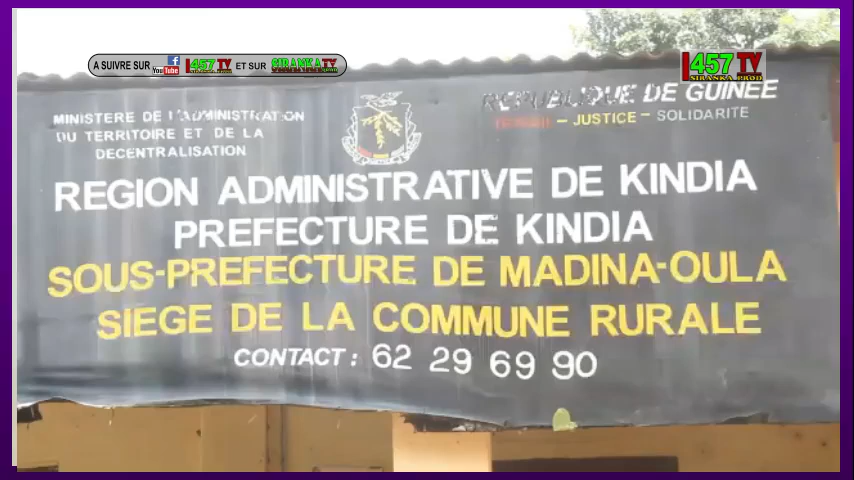 A SUIVRE SUR f YouTube 457 TV ET SUR SIRANKA TV
457 TV
SIRANKA PROD
MINISTERE DE L'ADMINISTRATION
DU TERRITOIRE ET DE LA
DECENTRALISATION
REPUBLIQUE DE GUINEE
TRAVAIL – JUSTICE – SOLIDARITE
REGION ADMINISTRATIVE DE KINDIA
PREFECTURE DE KINDIA
SOUS-PREFECTURE DE MADINA-OULA
SIEGE DE LA COMMUNE RURALE
CONTACT : 62 29 69 90